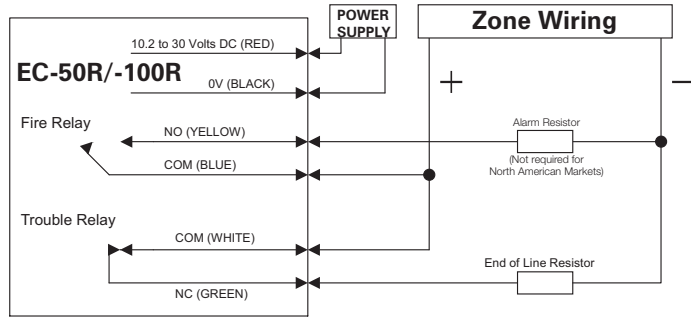 POWER
SUPPLY
Zone Wiring
10.2 to 30 Volts DC (RED)
EC-50R/-100R
0V (BLACK)
+
—
Fire Relay
NO (YELLOW)
Alarm Resistor
(Not required for
North American Markets)
COM (BLUE)
Trouble Relay
COM (WHITE)
End of Line Resistor
NC (GREEN)